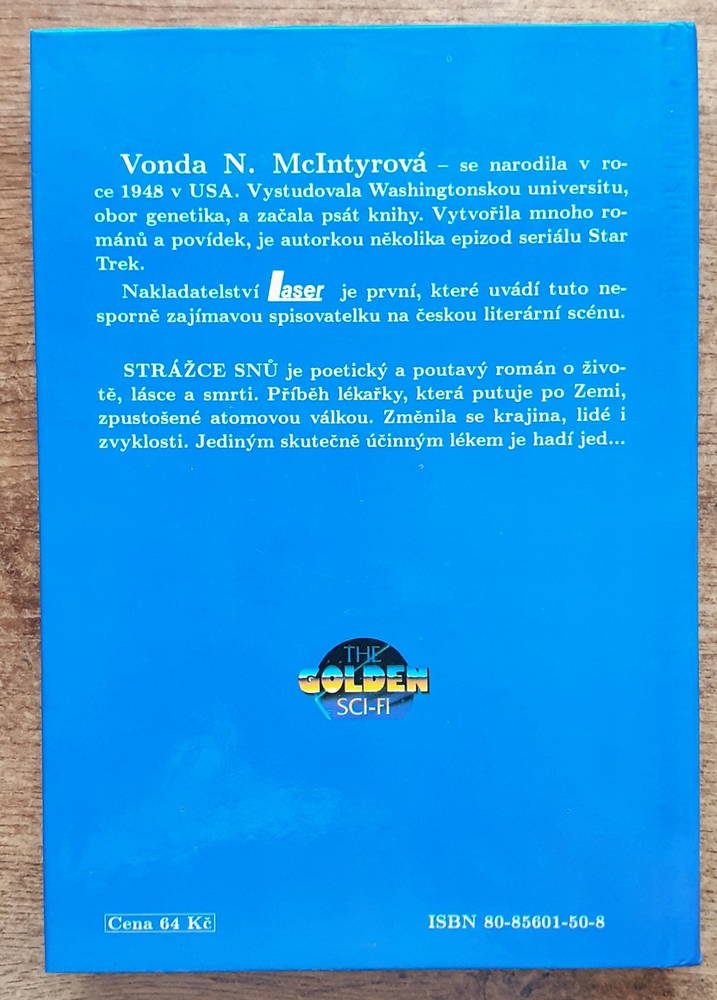 Vonda N. McIntyrová – se narodila v ro-
ce 1948 v USA. Vystudovala Washingtonskou universitu,
obor genetika, a začala psát knihy. Vytvořila mnoho ro-
mánů a povídek, je autorkou několika epizod seriálu Star
Trek.
Nakladatelství Laser je první, které uvádí tuto ne-
sporně zajímavou spisovatelku na českou literární scénu.
STRÁŽCE SNŮ je poetický a poutavý román o živo-
tě, lásce a smrti. Příběh lékařky, která putuje po Zemi,
zpustošené atomovou válkou. Změnila se krajina, lidé i
zvyklosti. Jediným skutečně účinným lékem je hadí jed...
THE
GOLDEN
SCI-FI
Cena 64 Kč
ISBN 80-85601-50-8